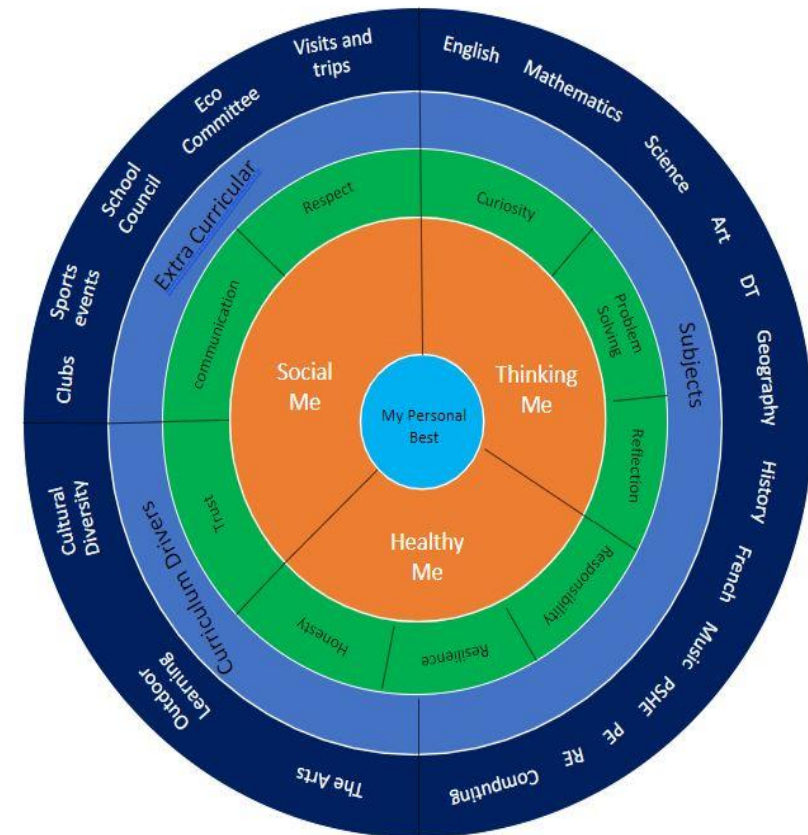 Visits and
trips
Eco
Committee
School
Council
Sports
events
Clubs
Cultural
Diversity
Outdoor
Learning
The Arts
English
Mathematics
Science
Art
DT
Geography
History
French
Music
PSHE
PE
RE
Computing
Extra Curricular
Subjects
Curriculum Drivers
Respect
communication
Trust
Curiosity
Problem
Solving
Reflection
Responsibility
Resilience
Honesty
Social
Me
Thinking
Me
Healthy
Me
My Personal
Best